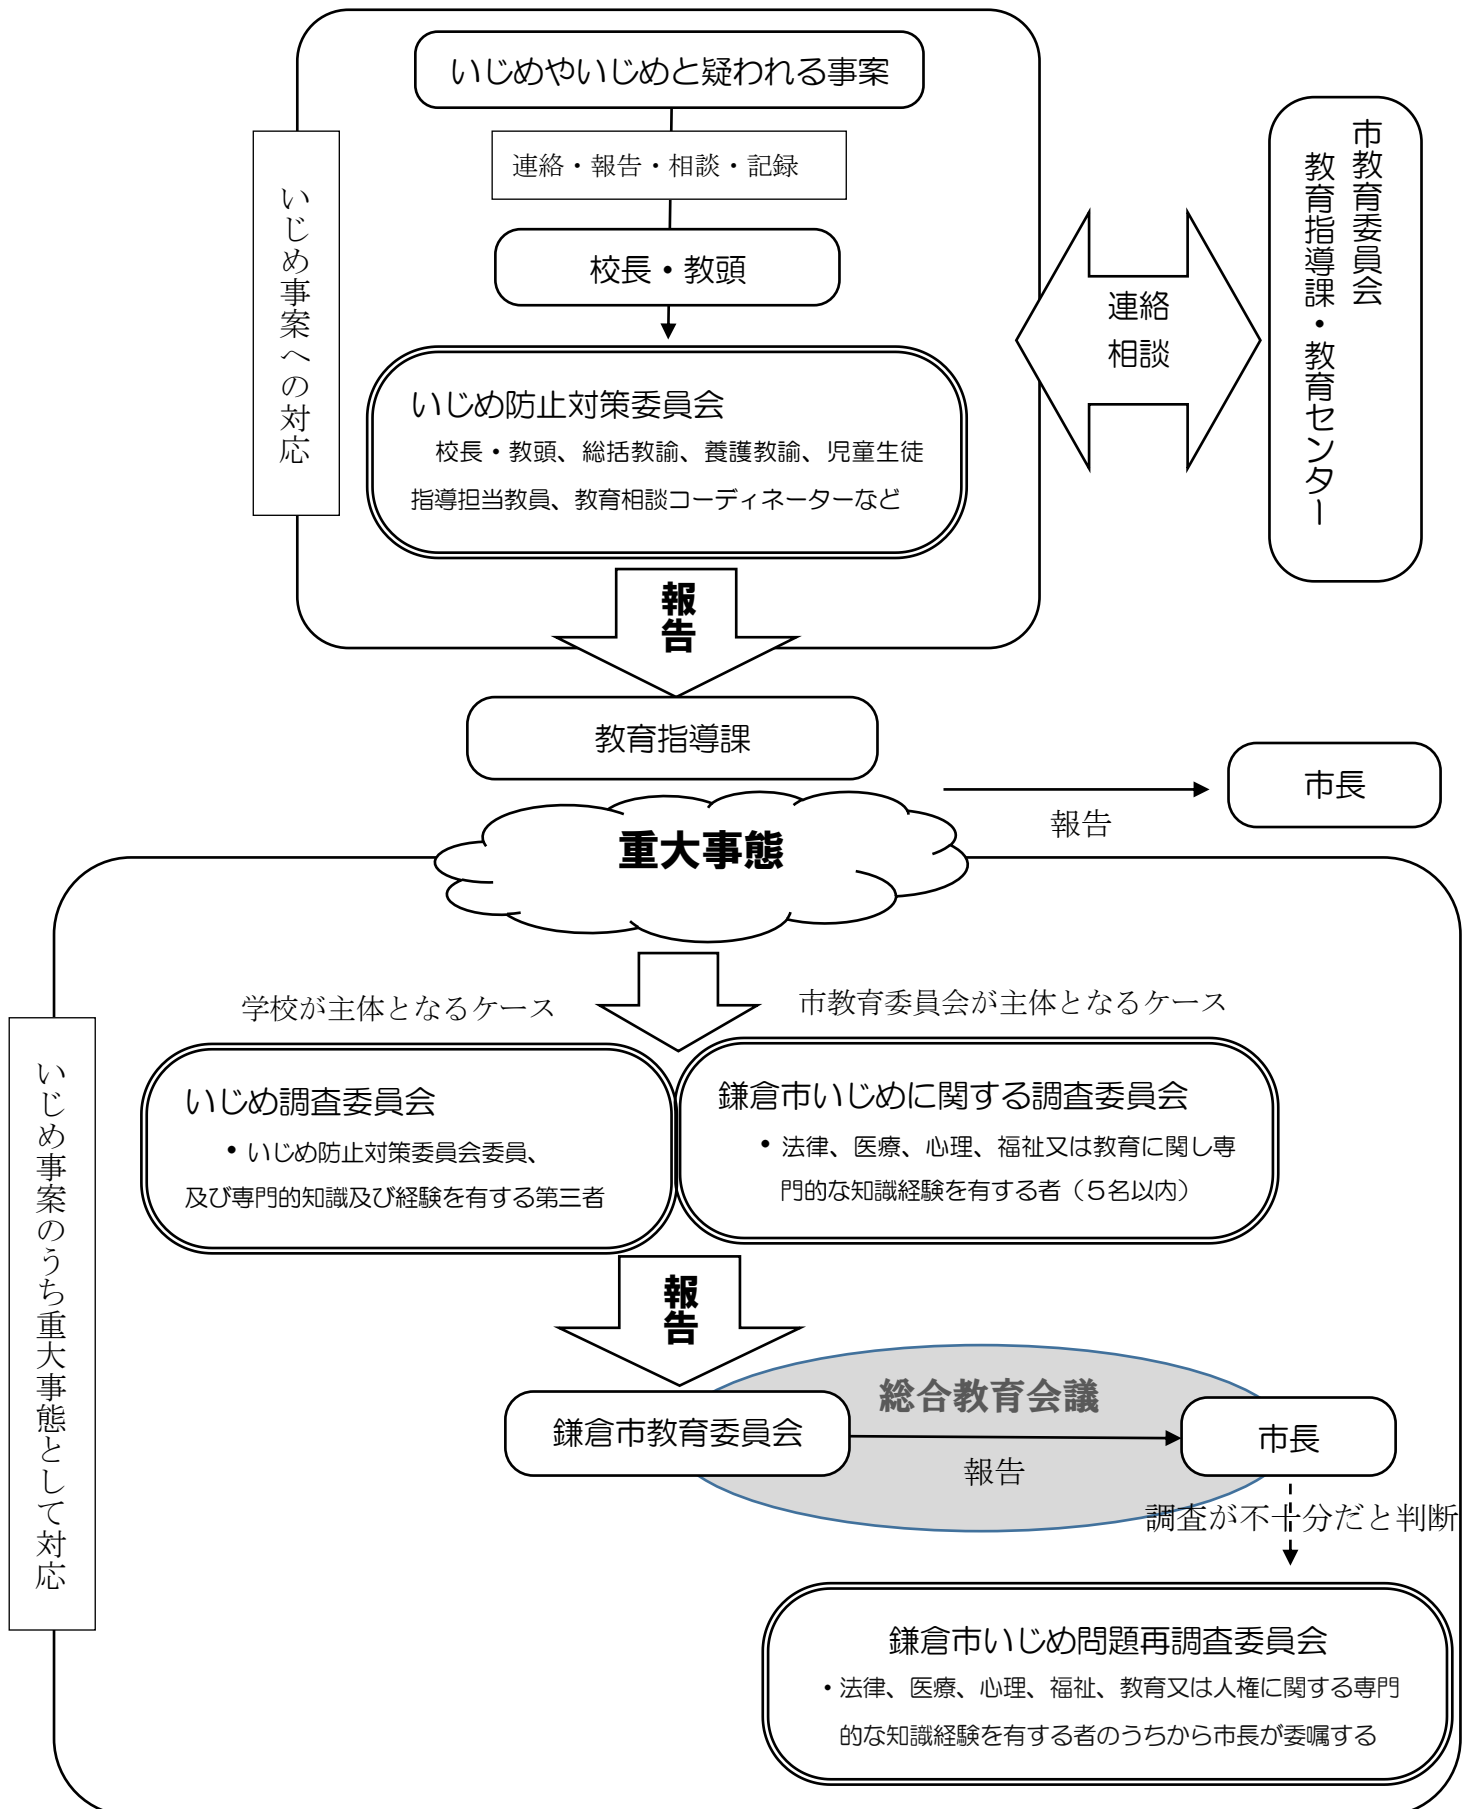 いじめやいじめと疑われる事案
連絡・報告・相談・記録
校長・教頭
いじめ事案への対応
いじめ防止対策委員会
校長・教頭、総括教諭、養護教諭、児童生徒
指導担当教員、教育相談コーディネーターなど
連絡
相談
市教育委員会
教育指導課・教育センター
報告
教育指導課
報告
市長
重大事態
学校が主体となるケース
市教育委員会が主体となるケース
いじめ事案のうち重大事態として対応
いじめ調査委員会
・いじめ防止対策委員会委員、
及び専門的知識及び経験を有する第三者
鎌倉市いじめに関する調査委員会
・法律、医療、心理、福祉又は教育に関し専
門的な知識経験を有する者（５名以内）
報告
総合教育会議
鎌倉市教育委員会
報告
市長
調査が不十分だと判断
鎌倉市いじめ問題再調査委員会
・法律、医療、心理、福祉、教育又は人権に関する専門
的な知識経験を有する者のうちから市長が委嘱する